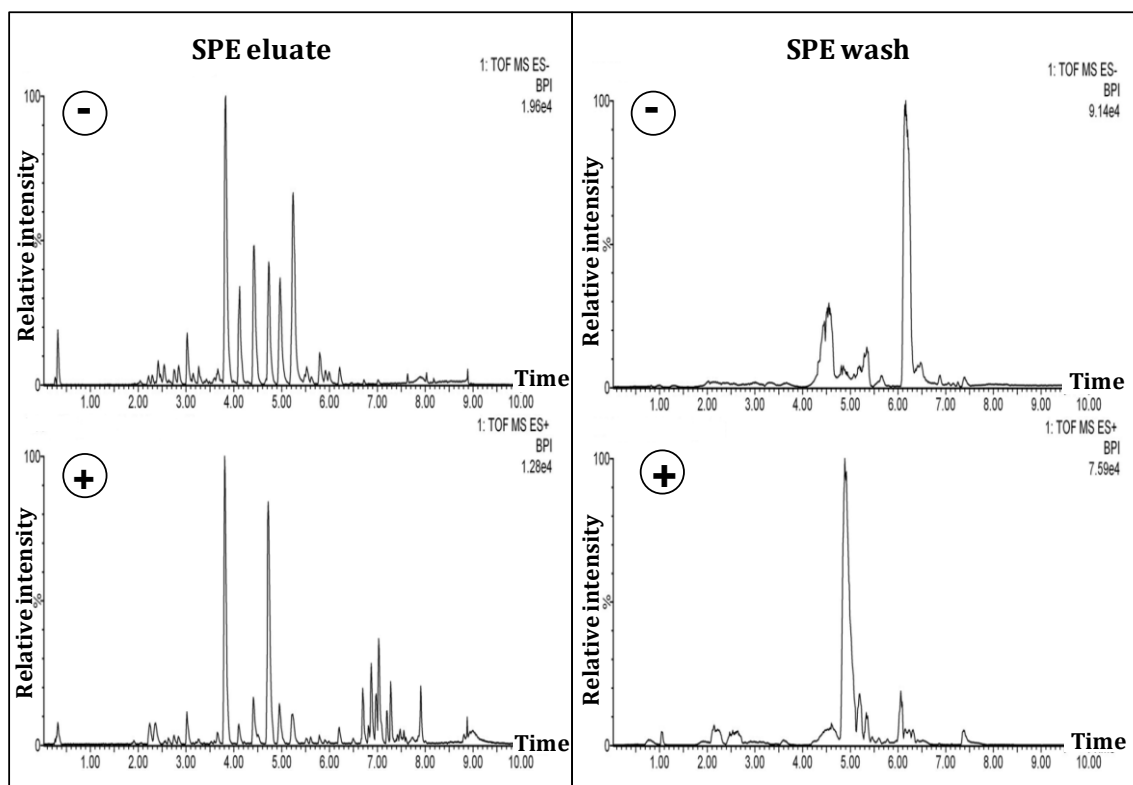 SPE eluate
1: TOF MS ES-
BPI
1.96e4
-
100
%
0
Relative intensity
1.00 2.00 3.00 4.00 5.00 6.00 7.00 8.00 9.00 10.00
Time
1: TOF MS ES+
BPI
1.28e4
+
100
%
0
Relative intensity
1.00 2.00 3.00 4.00 5.00 6.00 7.00 8.00 9.00 10.00
Time
SPE wash
1: TOF MS ES-
BPI
9.14e4
-
100
%
0
Relative intensity
1.00 2.00 3.00 4.00 5.00 6.00 7.00 8.00 9.00 10.00
Time
1: TOF MS ES+
BPI
7.59e4
+
100
%
0
Relative intensity
1.00 2.00 3.00 4.00 5.00 6.00 7.00 8.00 9.00 10.00
Time